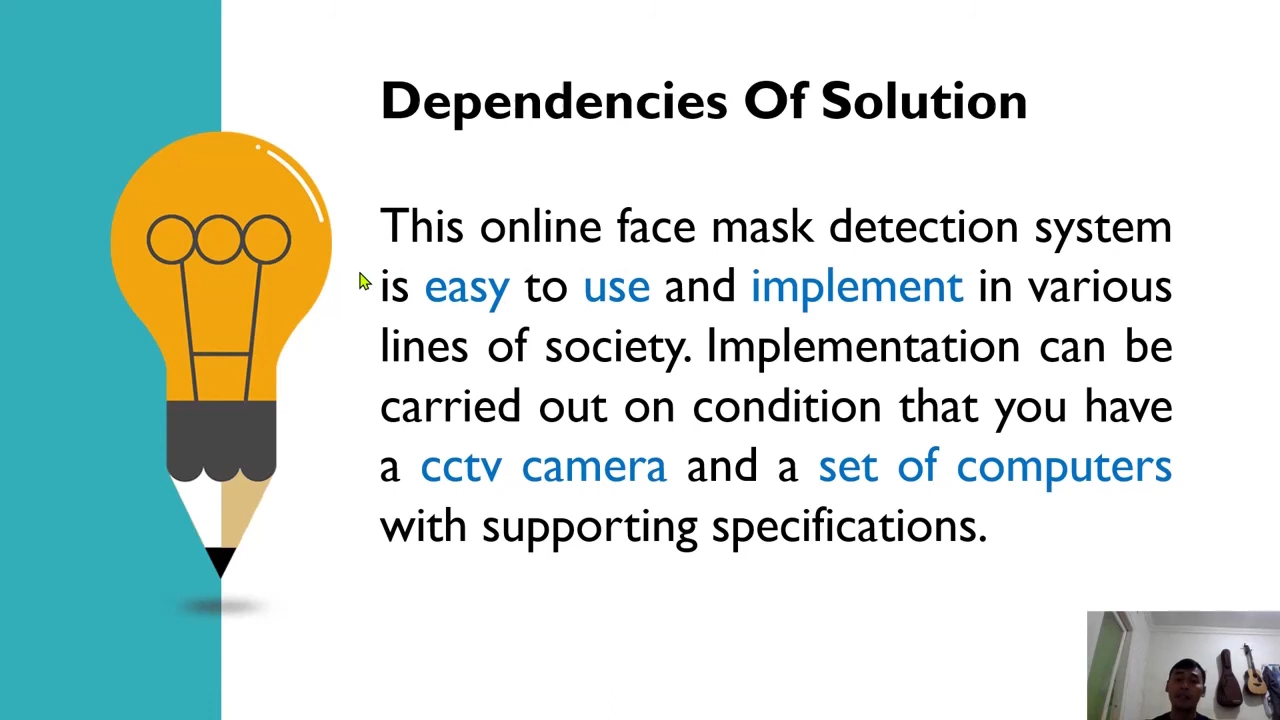 Dependencies Of Solution
This online face mask detection system
is easy to use and implement in various
lines of society. Implementation can be
carried out on condition that you have
a cctv camera and a set of computers
with supporting specifications.